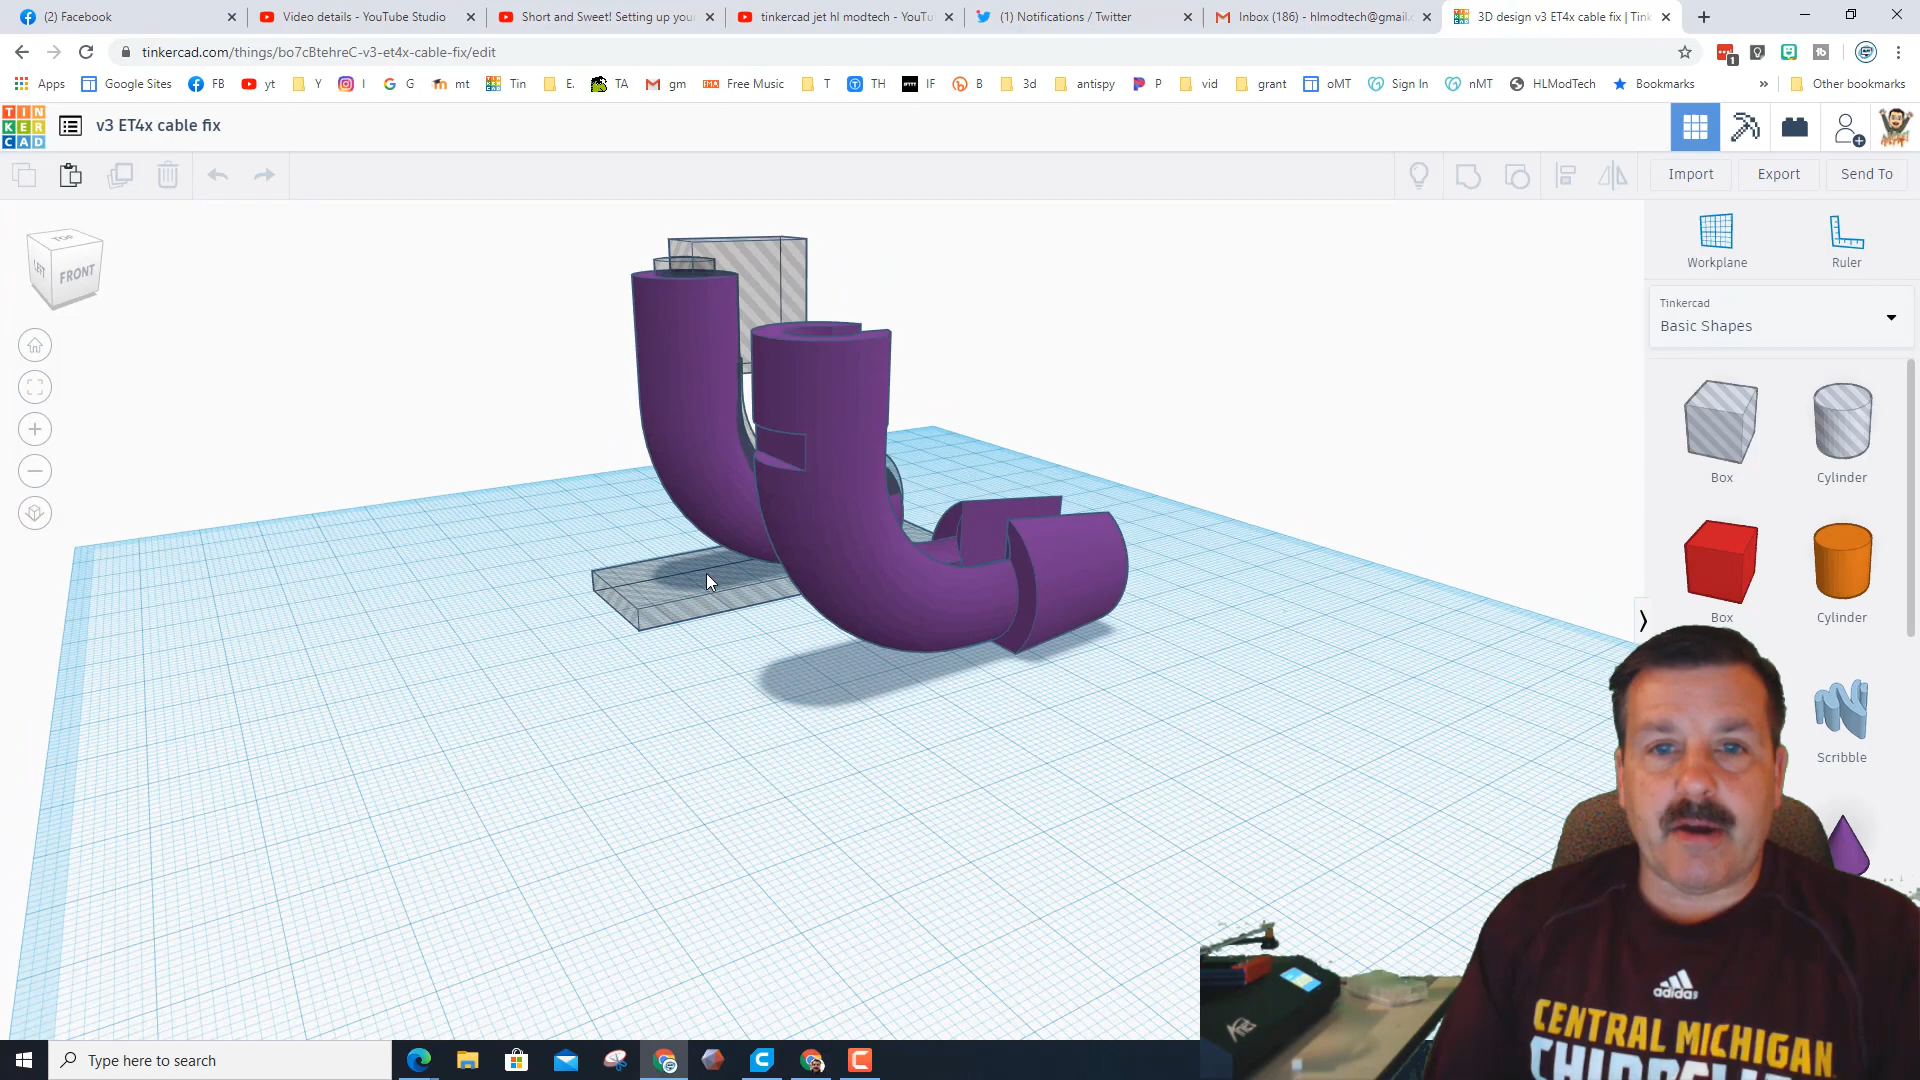 (2) Facebook
Video details - YouTube Studio
Short and Sweet! Setting up you
tinkercad jet hl modtech - YouTu
(1) Notifications / Twitter
Inbox (186) - hlmodtech@gmail.c
3D design v3 ET4x cable fix | Tink
tinkercad.com/things/bo7cBtehreC-v3-et4x-cable-fix/edit
Apps Google Sites FB yt Y I G mt Tin E. TA gm Free Music T TH IF B 3d antispy P vid grant oMT Sign In nMT HLModTech Bookmarks » Other bookmarks
TIN
KER
CAD
v3 ET4x cable fix
Import Export Send To
TOP
LEFT FRONT
Workplane Ruler
Tinkercad
Basic Shapes
Box Cylinder
Box Cylinder
Scribble
adidas
CENTRAL MICHIGAN
Type here to search